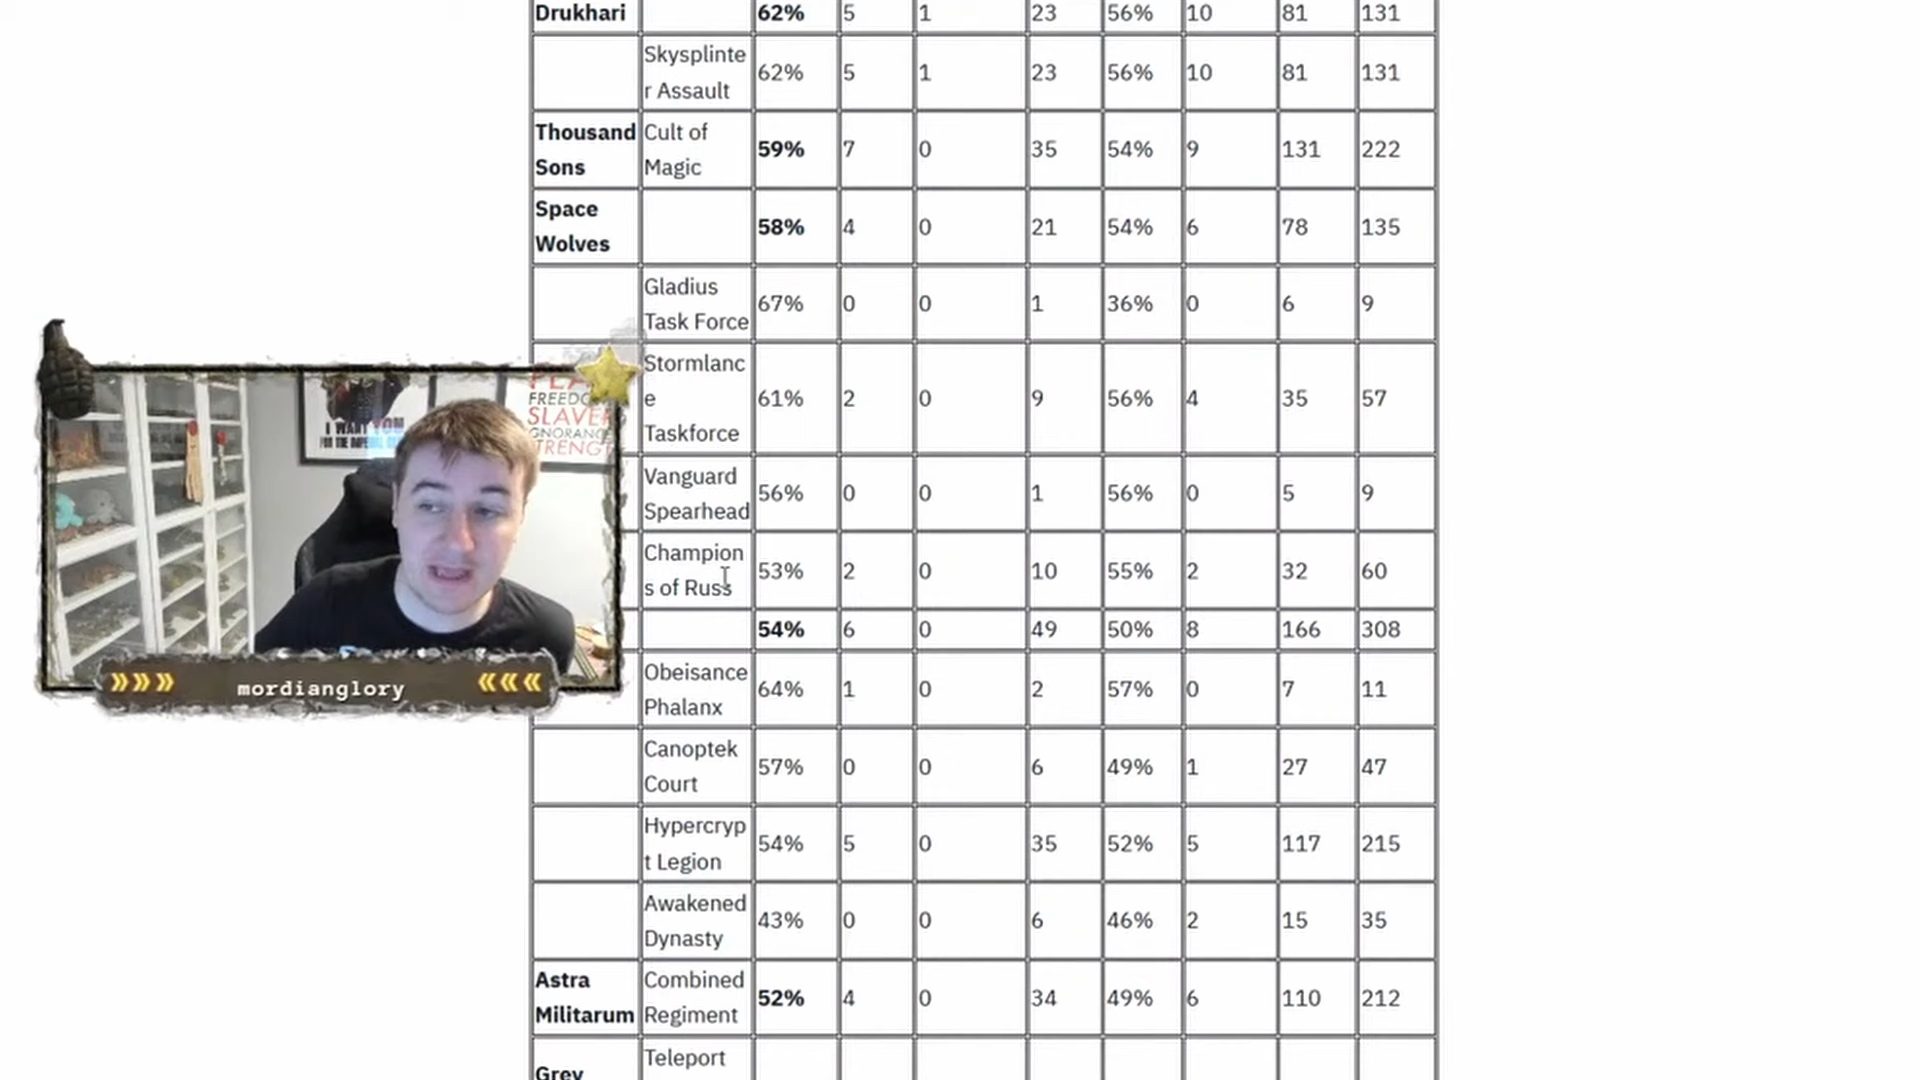 Drukhari 62% 5 1 23 56% 10 81 131
Skysplinte
r Assault 62% 5 1 23 56% 10 81 131
Thousand Sons Cult of Magic 59% 7 0 35 54% 9 131 222
Space Wolves 58% 4 0 21 54% 6 78 135
Gladius
Task Force 67% 0 0 1 36% 0 6 9
Stormlanc
e
Taskforce 61% 2 0 9 56% 4 35 57
Vanguard
Spearhead 56% 0 0 1 56% 0 5 9
Champion
s of Russ 53% 2 0 10 55% 2 32 60
54% 6 0 49 50% 8 166 308
Obeisance
Phalanx 64% 1 0 2 57% 0 7 11
Canoptek
Court 57% 0 0 6 49% 1 27 47
Hypercryp
t Legion 54% 5 0 35 52% 5 117 215
Awakened
Dynasty 43% 0 0 6 46% 2 15 35
Astra Militarum Combined Regiment 52% 4 0 34 49% 6 110 212
Teleport
Grey
I WANT YOU
FREEDO
SLAVER
GNORANC
TRENGT
mordianglory